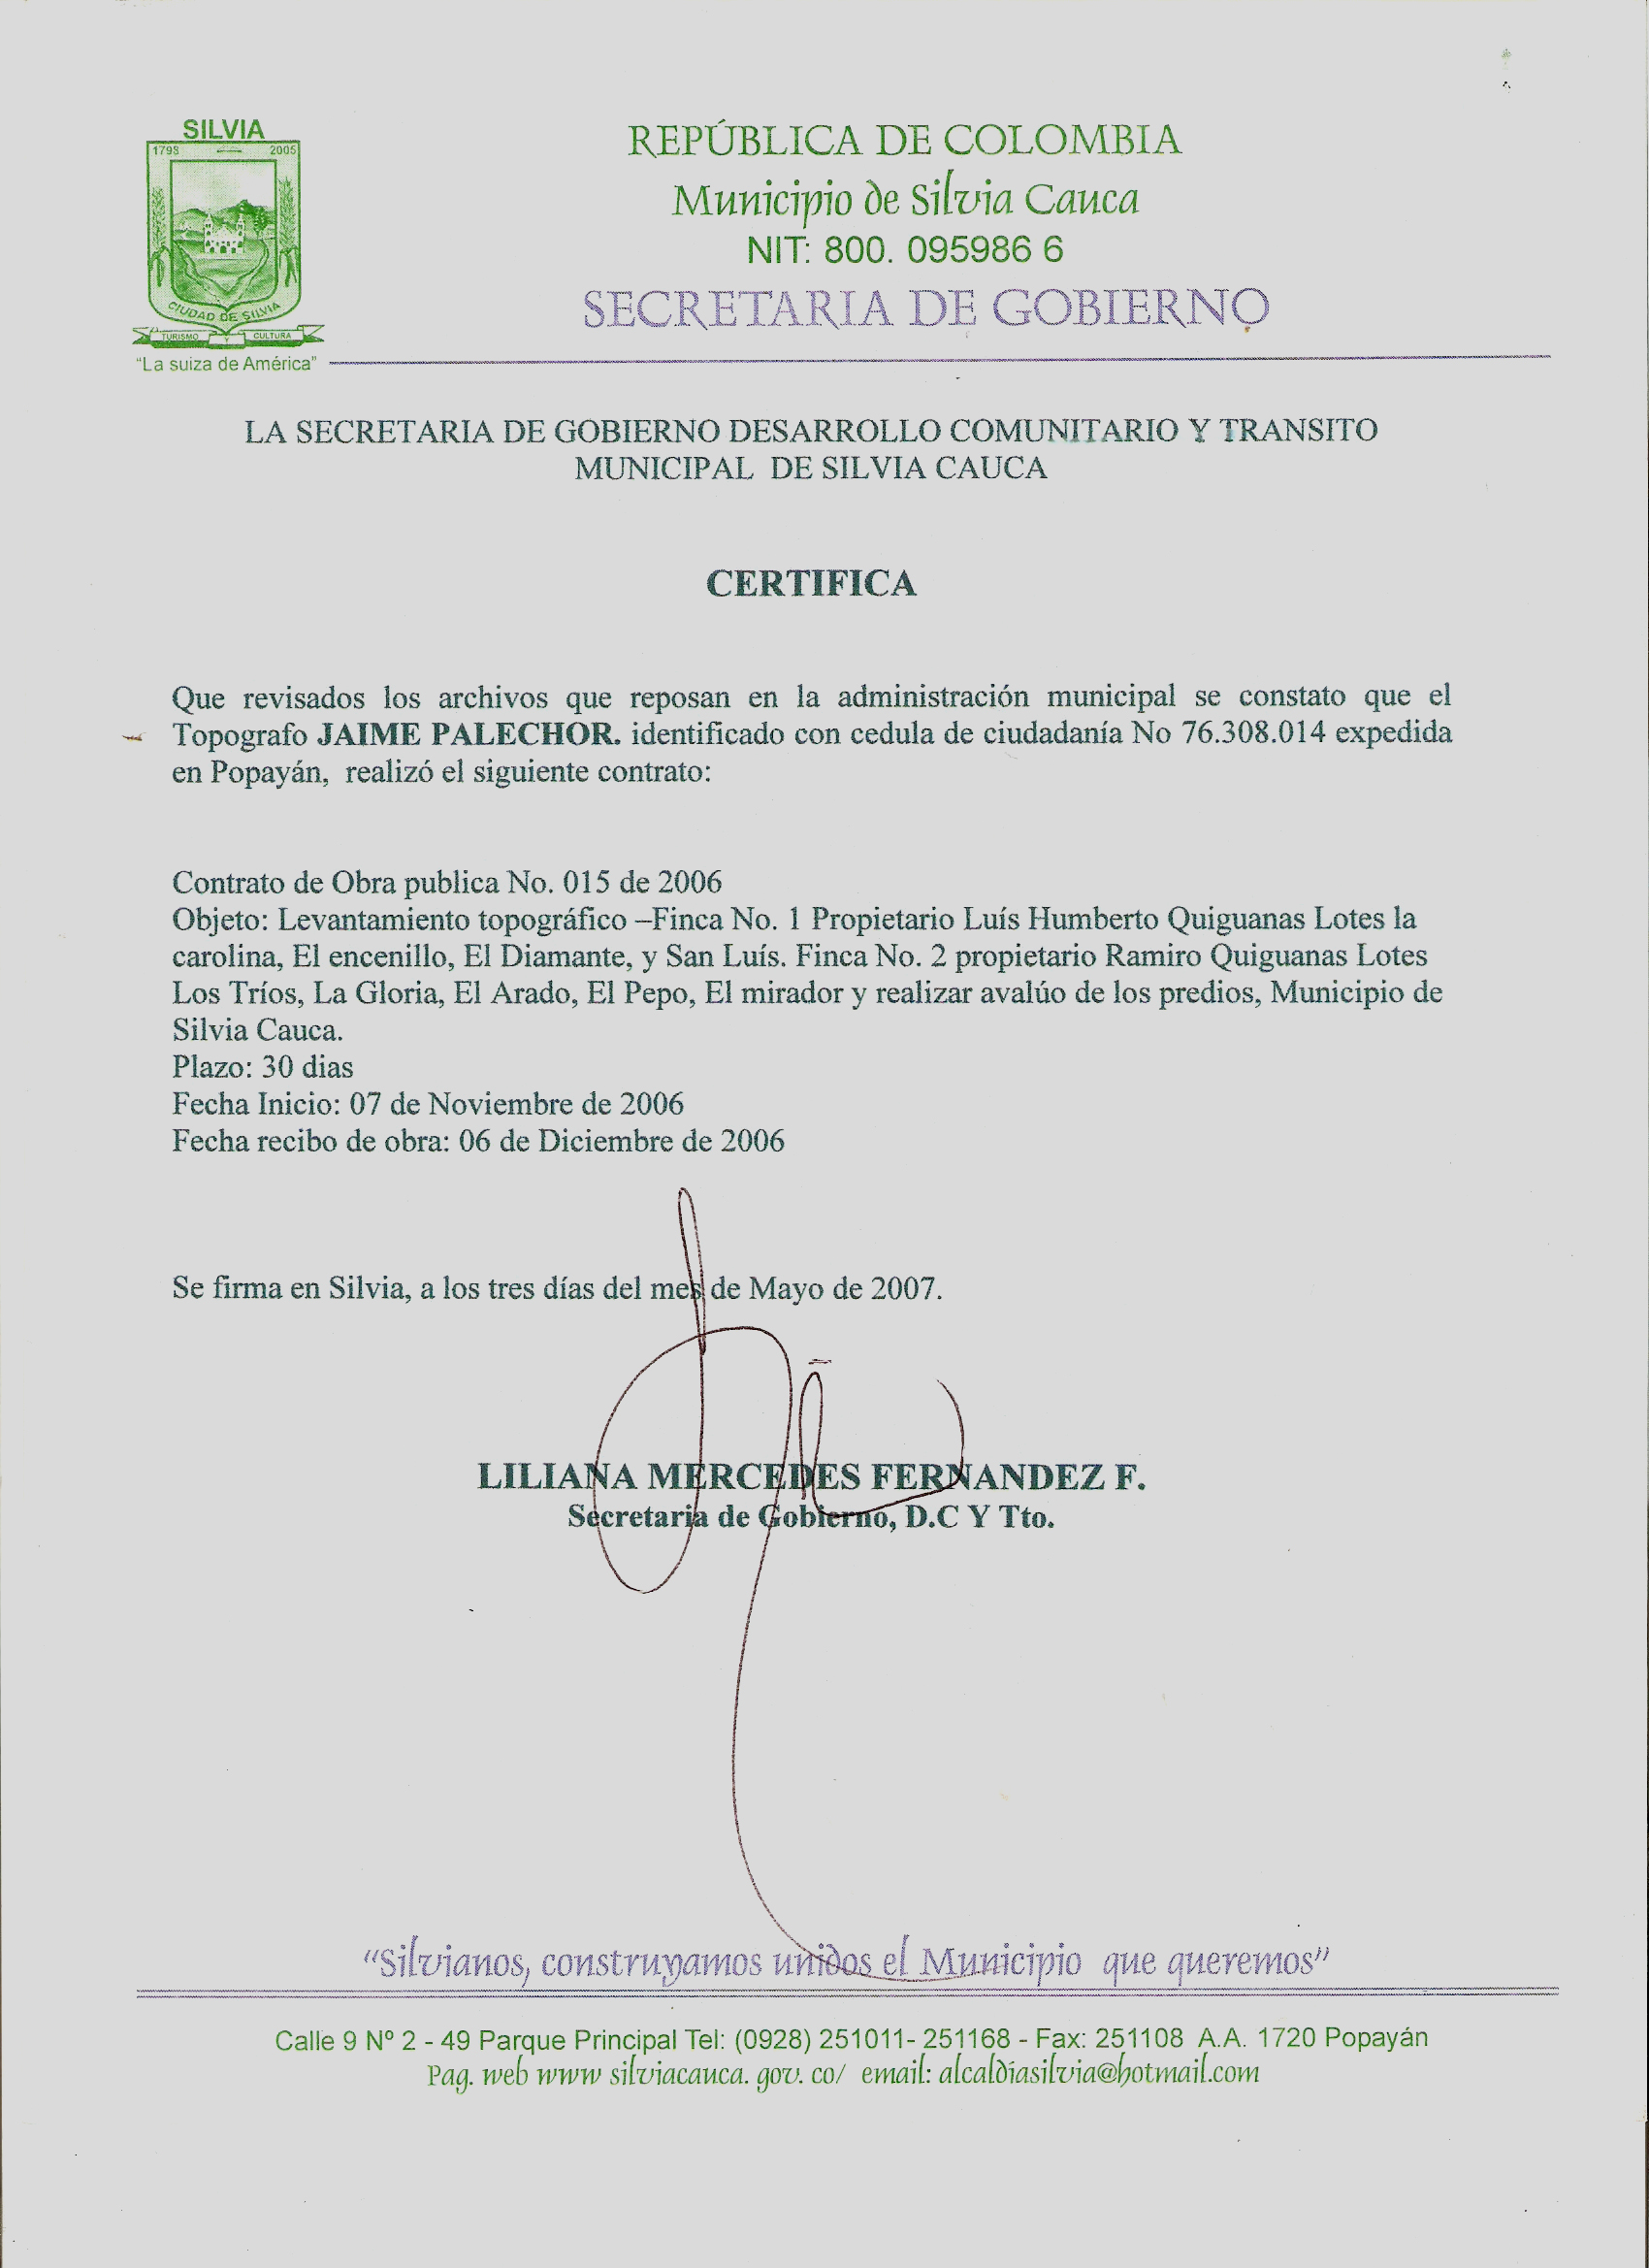 SILVIA
1798 2005
CIUDAD DE SILVIA
TURISMO Y CULTURA
"La suiza de América"
REPÚBLICA DE COLOMBIA
Municipio de Silvia Cauca
NIT: 800. 095986 6
SECRETARIA DE GOBIERNO
LA SECRETARIA DE GOBIERNO DESARROLLO COMUNITARIO Y TRANSITO
MUNICIPAL DE SILVIA CAUCA
CERTIFICA
Que revisados los archivos que reposan en la administración municipal se constato que el
Topografo JAIME PALECHOR. identificado con cedula de ciudadanía No 76.308.014 expedida
en Popayán, realizó el siguiente contrato:
Contrato de Obra publica No. 015 de 2006
Objeto: Levantamiento topográfico –Finca No. 1 Propietario Luís Humberto Quiguanas Lotes la
carolina, El encenillo, El Diamante, y San Luís. Finca No. 2 propietario Ramiro Quiguanas Lotes
Los Tríos, La Gloria, El Arado, El Pepo, El mirador y realizar avalúo de los predios, Municipio de
Silvia Cauca.
Plazo: 30 dias
Fecha Inicio: 07 de Noviembre de 2006
Fecha recibo de obra: 06 de Diciembre de 2006
Se firma en Silvia, a los tres días del mes de Mayo de 2007.
LILIANA MERCEDES FERNANDEZ F.
Secretaria de Gobierno, D.C Y Tto.
"Silvianos, construyamos unidos el Municipio que queremos"
Calle 9 Nº 2 - 49 Parque Principal Tel: (0928) 251011- 251168 - Fax: 251108 A.A. 1720 Popayán
Pag. web www silviacauca. gov. co/ email: alcaldiasilvia@hotmail.com